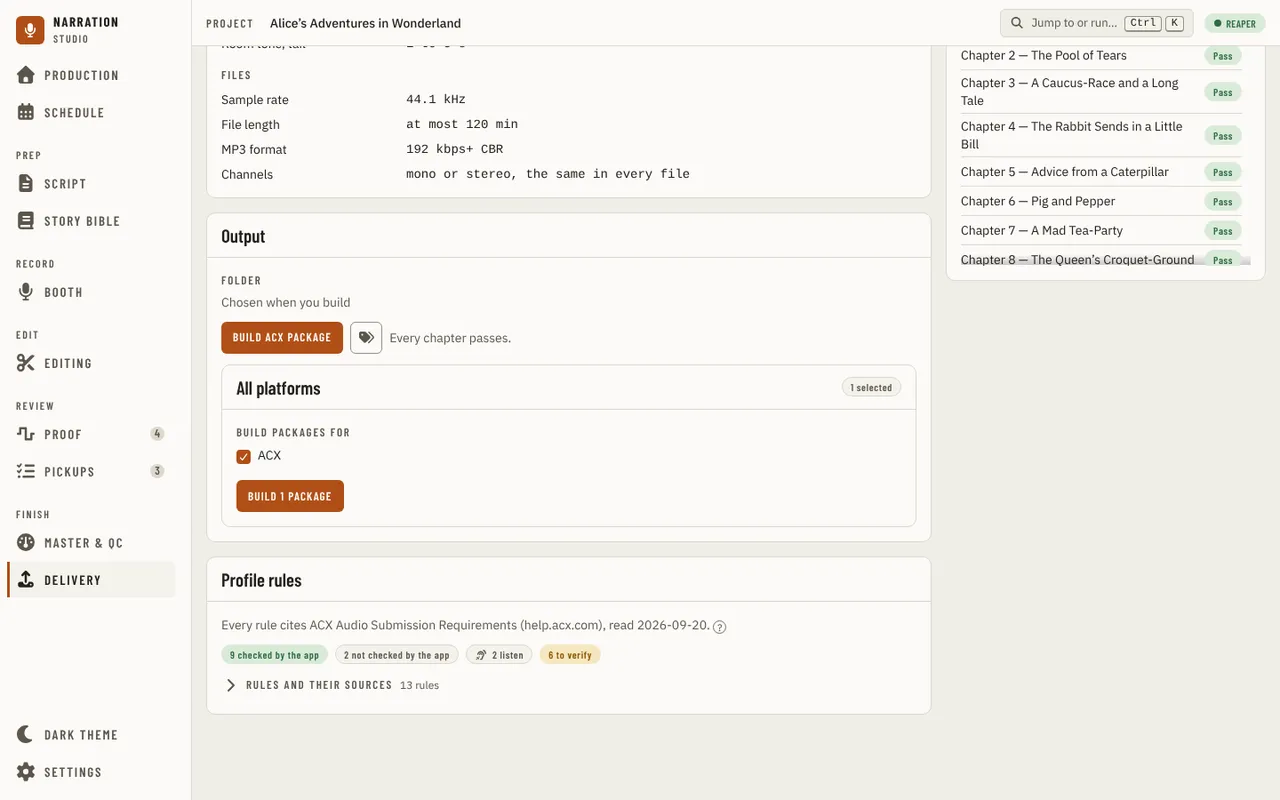 NARRATION
STUDIO
PRODUCTION
SCHEDULE
PREP
SCRIPT
STORY BIBLE
RECORD
BOOTH
EDIT
EDITING
REVIEW
PROOF 4
PICKUPS 3
FINISH
MASTER & QC
DELIVERY
DARK THEME
SETTINGS
PROJECT Alice's Adventures in Wonderland
Jump to or run... Ctrl K
REAPER
FILES
Sample rate 44.1 kHz
File length at most 120 min
MP3 format 192 kbps+ CBR
Channels mono or stereo, the same in every file
Output
FOLDER
Chosen when you build
BUILD ACX PACKAGE Every chapter passes.
All platforms 1 selected
BUILD PACKAGES FOR
ACX
BUILD 1 PACKAGE
Profile rules
Every rule cites ACX Audio Submission Requirements (help.acx.com), read 2026-09-20. ?
9 checked by the app 2 not checked by the app 2 listen 6 to verify
RULES AND THEIR SOURCES 13 rules
Chapter 2 — The Pool of Tears Pass
Chapter 3 — A Caucus-Race and a Long
Tale Pass
Chapter 4 — The Rabbit Sends in a Little
Bill Pass
Chapter 5 — Advice from a Caterpillar Pass
Chapter 6 — Pig and Pepper Pass
Chapter 7 — A Mad Tea-Party Pass
Chapter 8 — The Queen's Croquet-Ground Pass